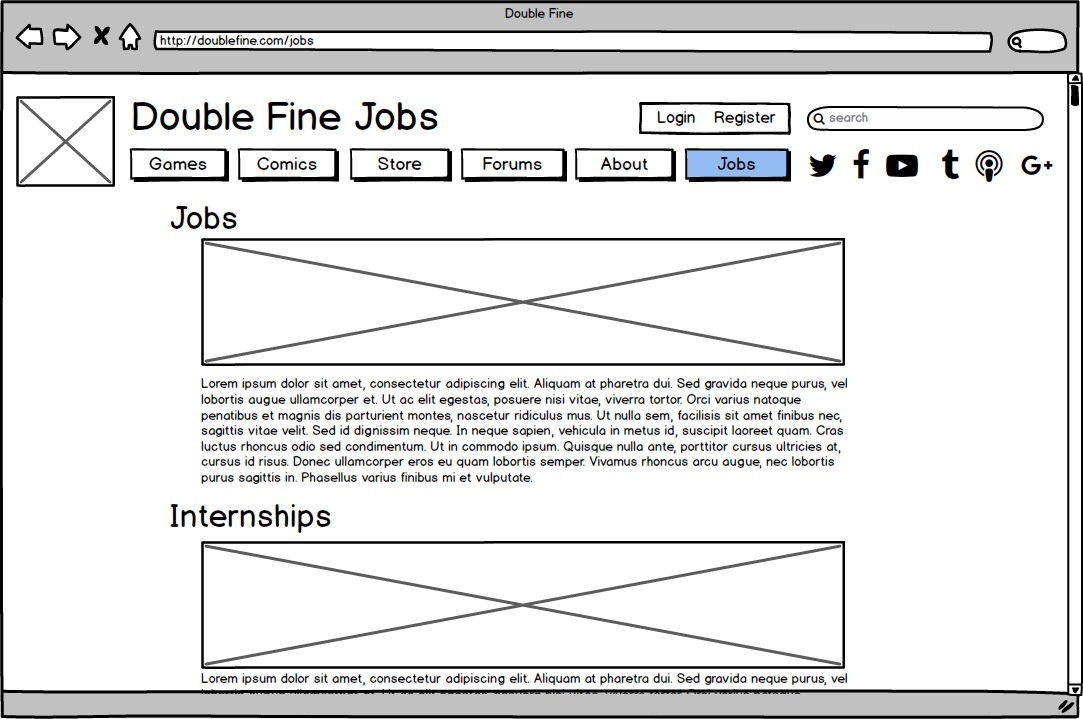 Double Fine
http://doublefine.com/jobs
Double Fine Jobs
Login Register
search
Games Comics Store Forums About Jobs
G+
Jobs
Lorem ipsum dolor sit amet, consectetur adipiscing elit. Aliquam at pharetra dui. Sed gravida neque purus, vel
lobortis augue ullamcorper et. Ut ac elit egestas, posuere nisi vitae, viverra tortor. Orci varius natoque
penatibus et magnis dis parturient montes, nascetur ridiculus mus. Ut nulla sem, facilisis sit amet finibus nec,
sagittis vitae velit. Sed id dignissim neque. In neque sapien, vehicula in metus id, suscipit laoreet quam. Cras
luctus rhoncus odio sed condimentum. Ut in commodo ipsum. Quisque nulla ante, porttitor cursus ultricies at,
cursus id risus. Donec ullamcorper eros eu quam lobortis semper. Vivamus rhoncus arcu augue, nec lobortis
purus sagittis in. Phasellus varius finibus mi et vulputate.
Internships
Lorem ipsum dolor sit amet, consectetur adipiscing elit. Aliquam at pharetra dui. Sed gravida neque purus, vel